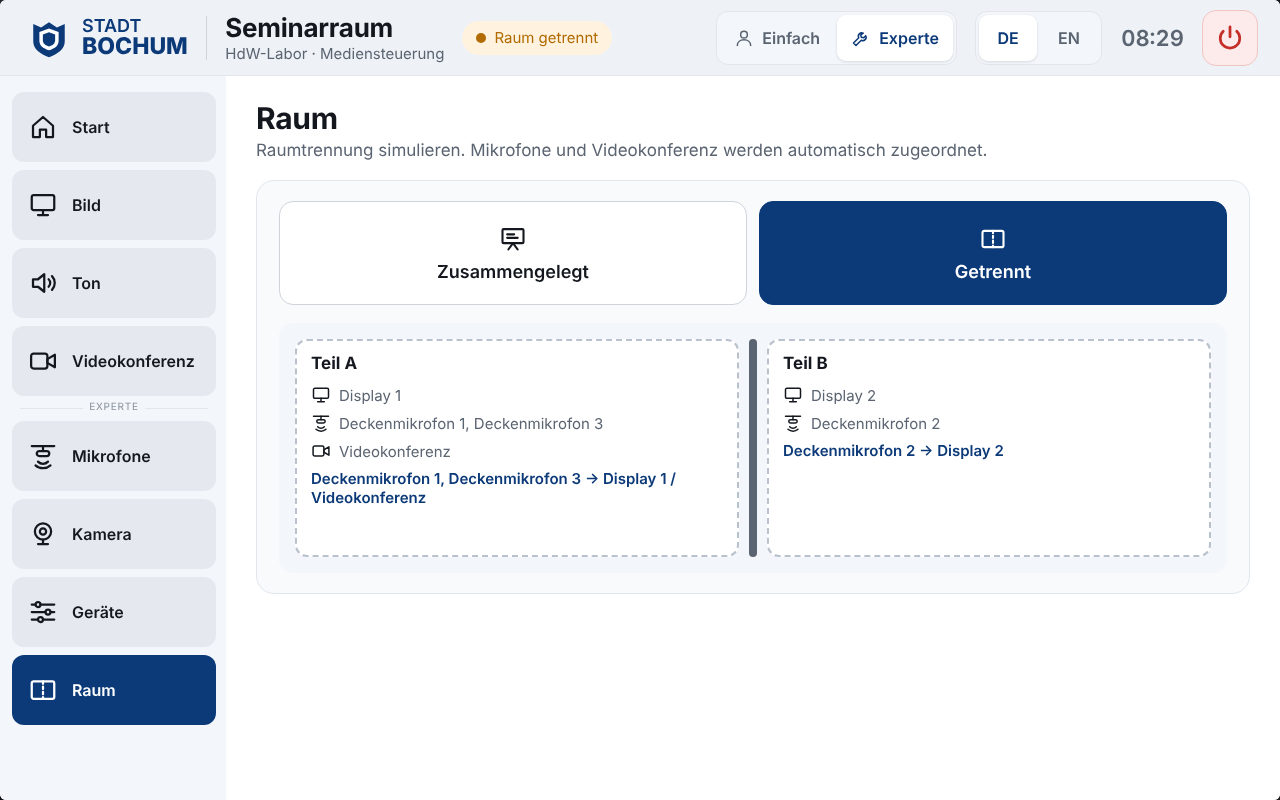 STADT
BOCHUM
Seminarraum
HdW-Labor · Mediensteuerung
Raum getrennt
Einfach
Experte
DE
EN
08:29
Start
Bild
Ton
Videokonferenz
EXPERTE
Mikrofone
Kamera
Geräte
Raum
Raum
Raumtrennung simulieren. Mikrofone und Videokonferenz werden automatisch zugeordnet.
Zusammengelegt
Getrennt
Teil A
Display 1
Deckenmikrofon 1, Deckenmikrofon 3
Videokonferenz
Deckenmikrofon 1, Deckenmikrofon 3 → Display 1 /
Videokonferenz
Teil B
Display 2
Deckenmikrofon 2
Deckenmikrofon 2 → Display 2